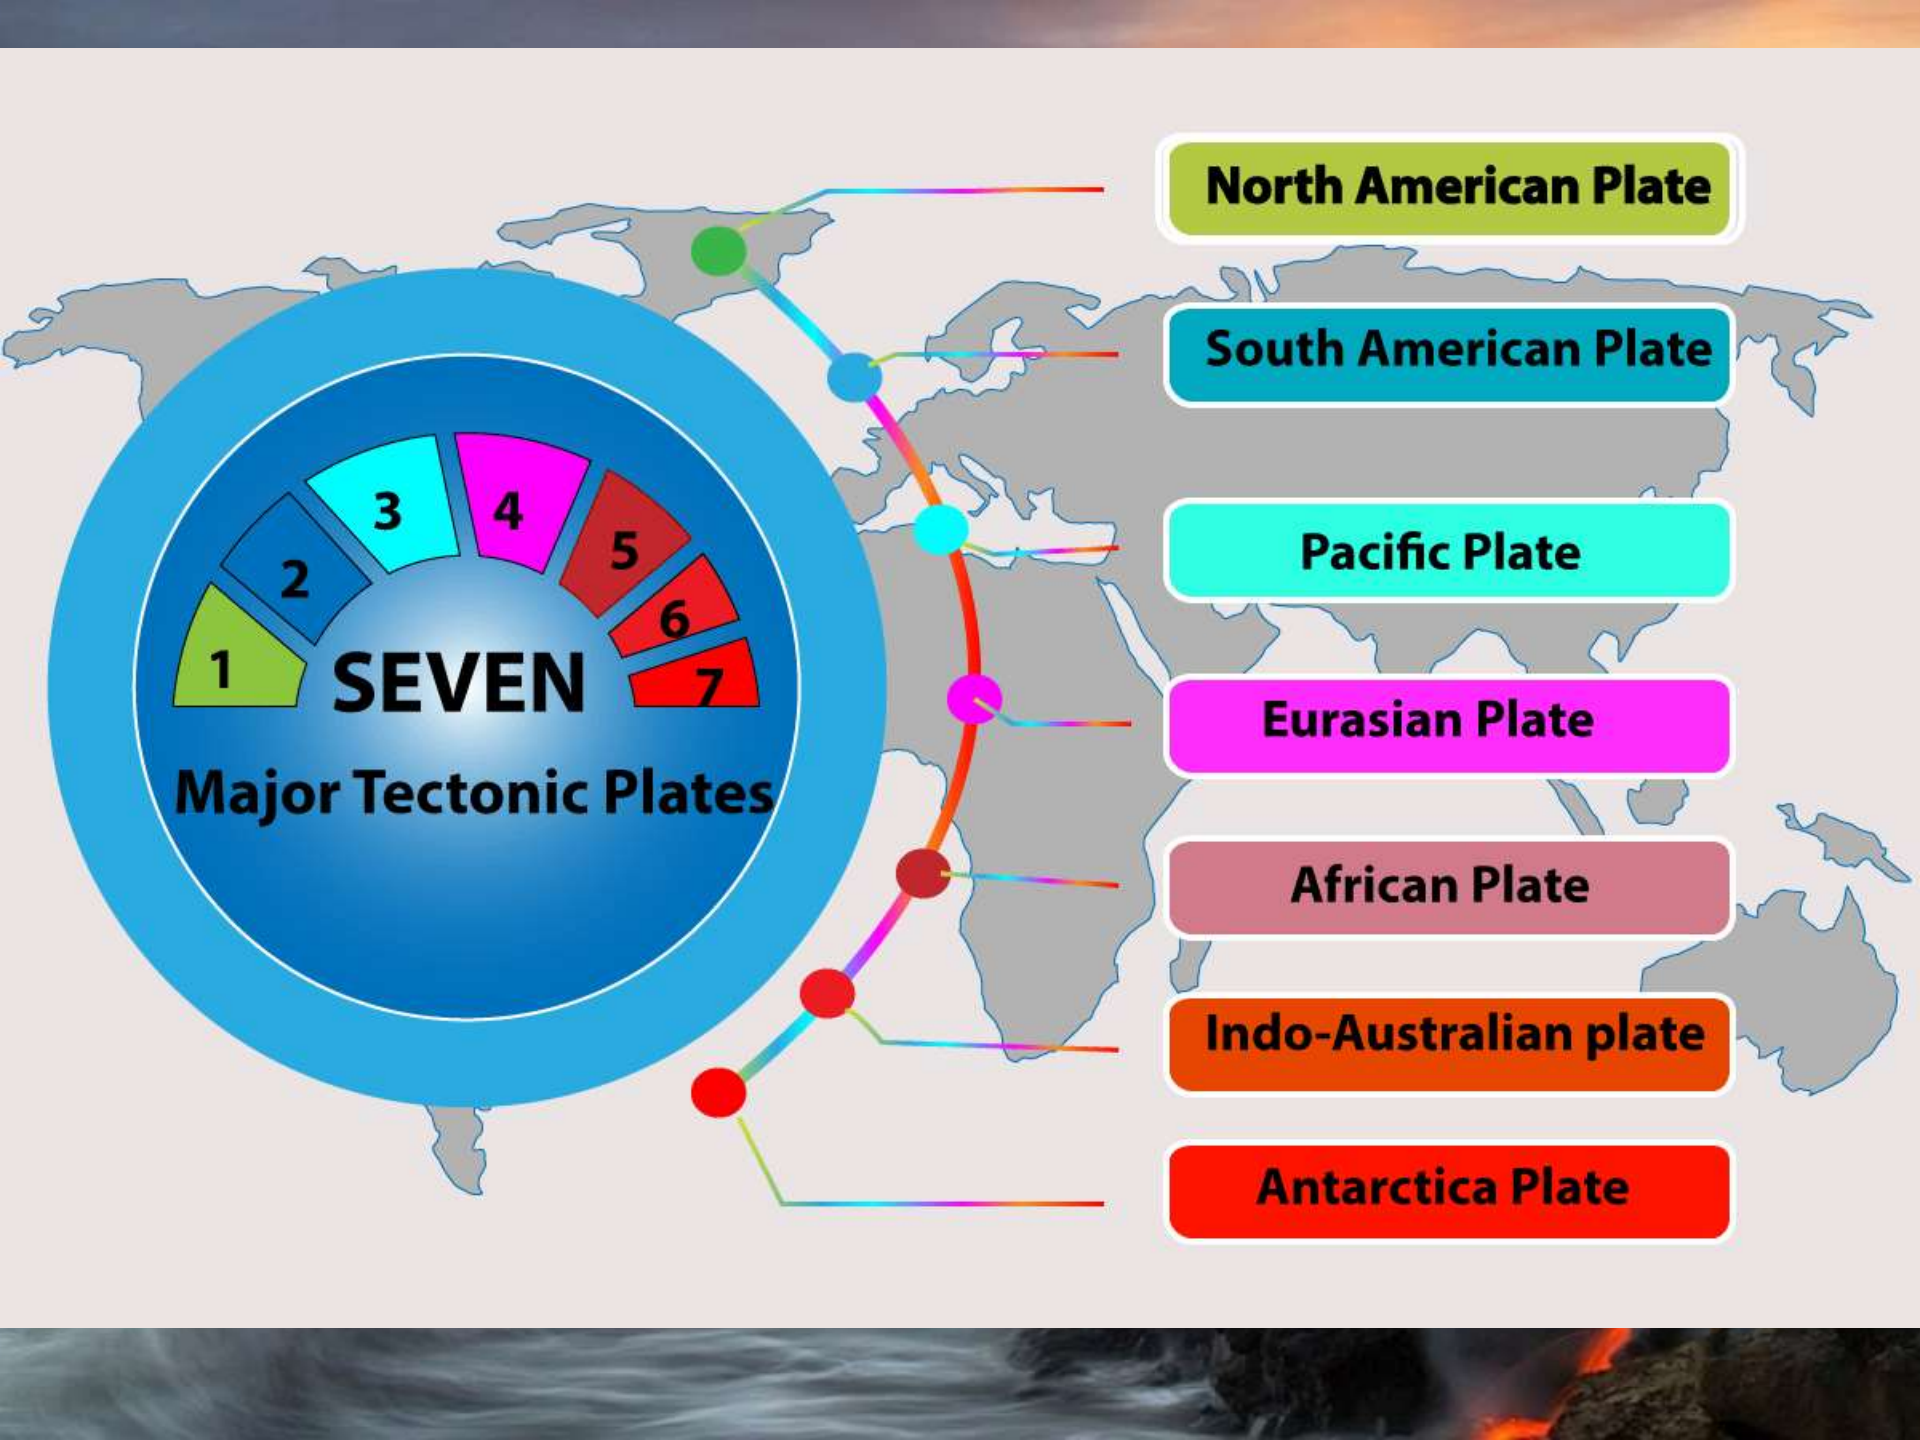 North American Plate
South American Plate
3
4
5
2
Pacific Plate
6
1
SEVEN
7
Eurasian Plate
Major Tectonic Plates
African Plate
Indo-Australian plate
Antarctica Plate